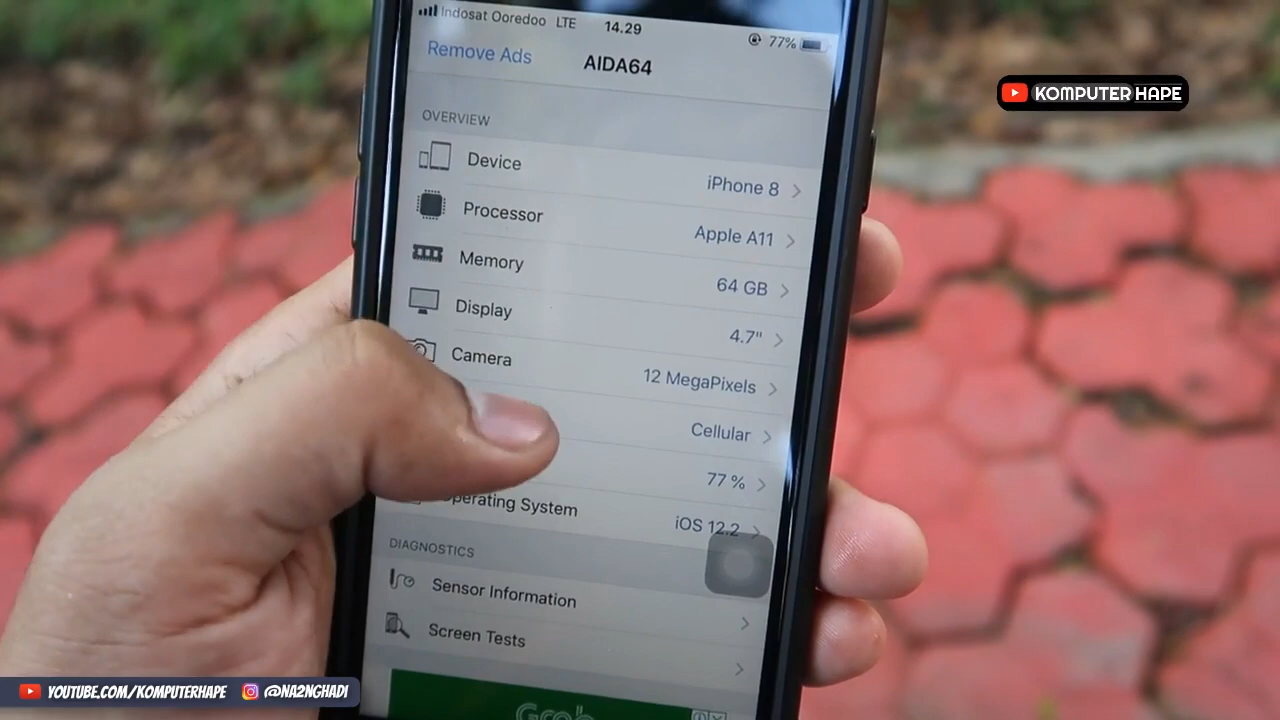 Indosat Ooredoo LTE 14.29 77%
Remove Ads AIDA64
KOMPUTER HAPE
OVERVIEW
Device iPhone 8
Processor Apple A11
Memory 64 GB
Display 4.7"
Camera 12 MegaPixels
Cellular
77 %
Operating System iOS 12.2
DIAGNOSTICS
Sensor Information
Screen Tests
Grab
YOUTUBE.COM/KOMPUTERHAPE @NA2NGHADI